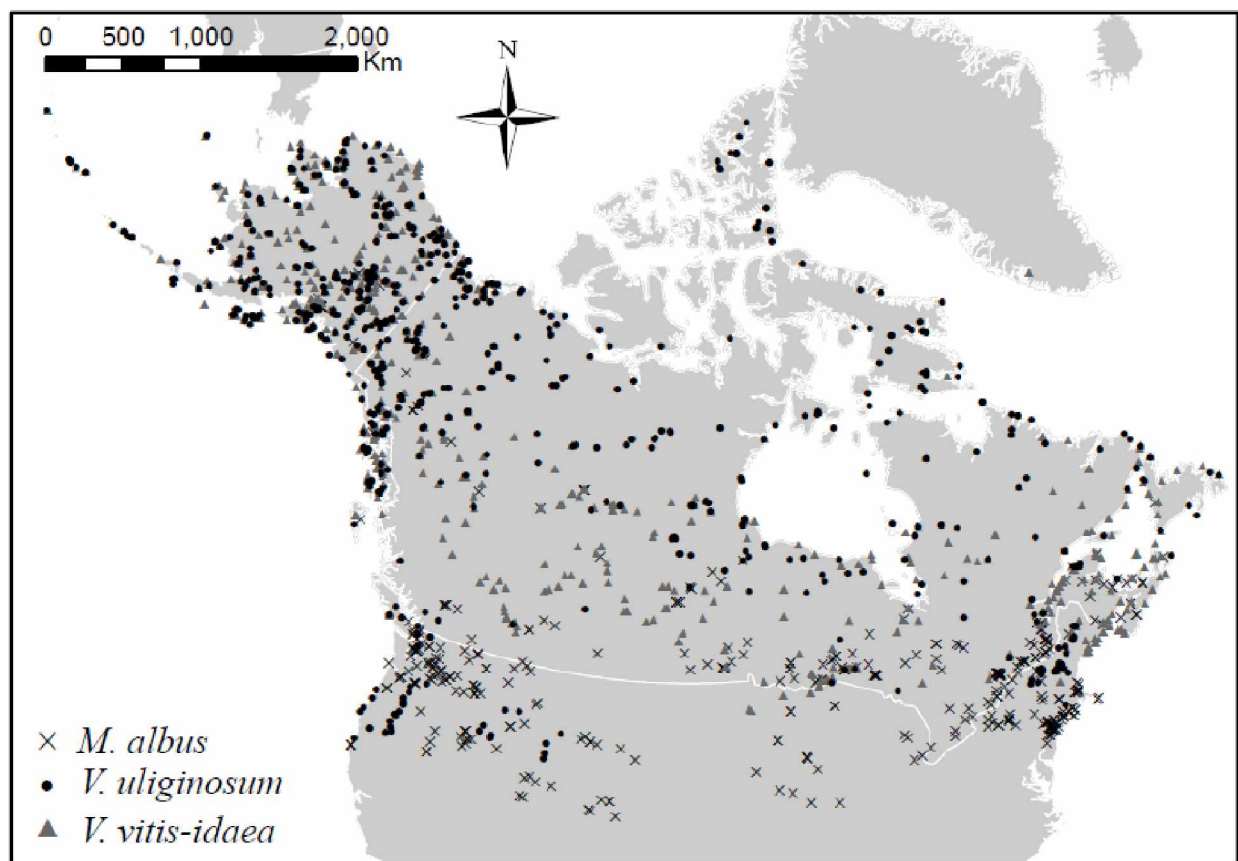 0 500 1,000 2,000
Km
N
M. albus
V. uliginosum
V. vitis-idaea